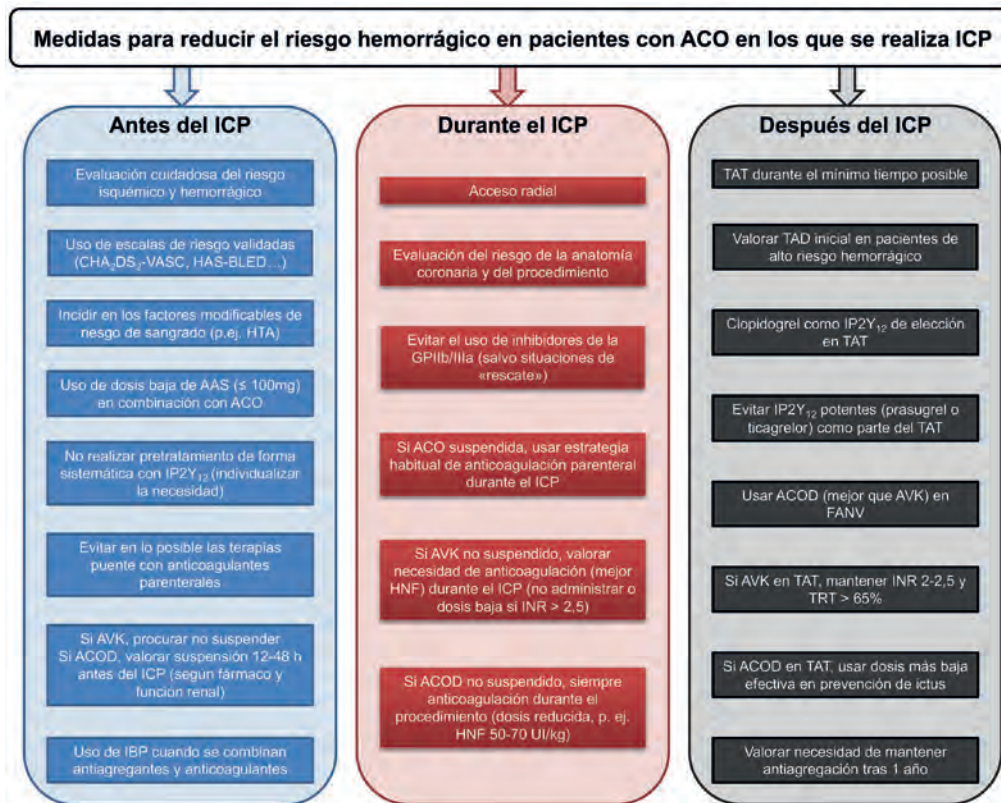 Medidas para reducir el riesgo hemorrágico en pacientes con ACO en los que se realiza ICP
Antes del ICP
Evaluación cuidadosa del riesgo
isquémico y hemorrágico
Uso de escalas de riesgo validadas
(CHA₂DS₂-VASC, HAS-BLED…)
Incidir en los factores modificables de
riesgo de sangrado (p.ej. HTA)
Uso de dosis baja de AAS (≤ 100mg)
en combinación con ACO
No realizar pretratamiento de forma
sistemática con IP2Y₁₂ (individualizar
la necesidad)
Evitar en lo posible las terapias
puente con anticoagulantes
parenterales
Si AVK, procurar no suspender
Si ACOD, valorar suspensión 12-48 h
antes del ICP (según fármaco y
función renal)
Uso de IBP cuando se combinan
antiagregantes y anticoagulantes
Durante el ICP
Acceso radial
Evaluación del riesgo de la anatomía
coronaria y del procedimiento
Evitar el uso de inhibidores de la
GPIIb/IIIa (salvo situaciones de
«rescate»)
Si ACO suspendida, usar estrategia
habitual de anticoagulación parenteral
durante el ICP
Si AVK no suspendido, valorar
necesidad de anticoagulación (mejor
HNF) durante el ICP (no administrar o
dosis baja si INR > 2,5)
Si ACOD no suspendido, siempre
anticoagulación durante el
procedimiento (dosis reducida, p. ej.
HNF 50-70 UI/kg)
Después del ICP
TAT durante el mínimo tiempo posible
Valorar TAD inicial en pacientes de
alto riesgo hemorrágico
Clopidogrel como IP2Y₁₂ de elección
en TAT
Evitar IP2Y₁₂ potentes (prasugrel o
ticagrelor) como parte del TAT
Usar ACOD (mejor que AVK) en
FANV
Si AVK en TAT, mantener INR 2-2,5 y
TRT > 65%
Si ACOD en TAT, usar dosis más baja
efectiva en prevención de ictus
Valorar necesidad de mantener
antiagregación tras 1 año